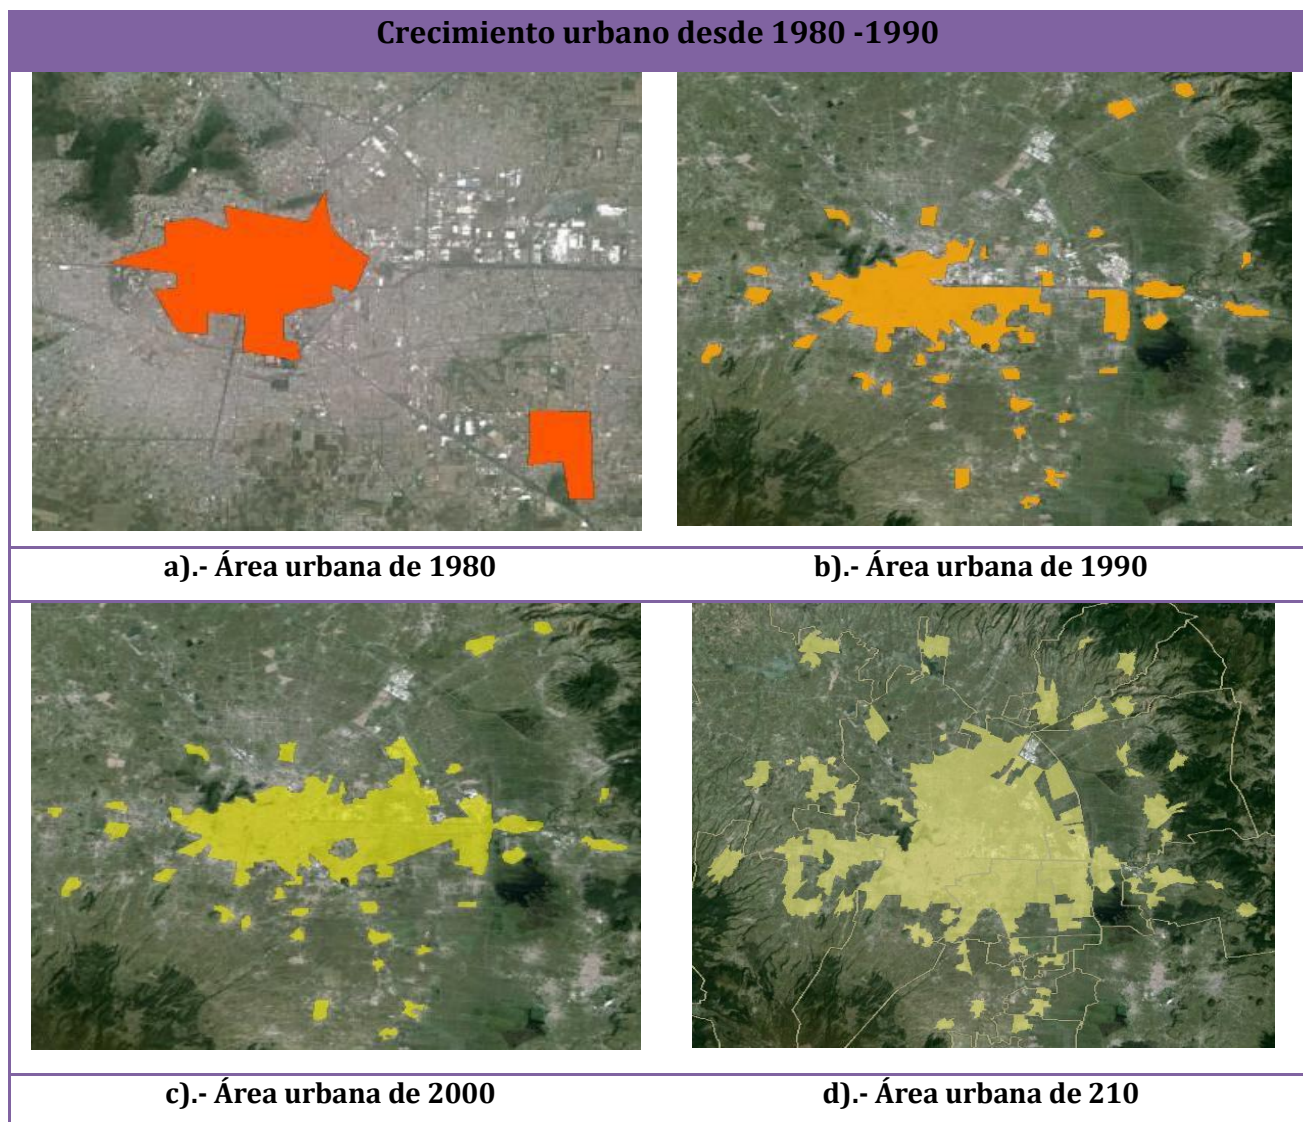 Crecimiento urbano desde 1980 -1990
a).- Área urbana de 1980
b).- Área urbana de 1990
c).- Área urbana de 2000
d).- Área urbana de 210